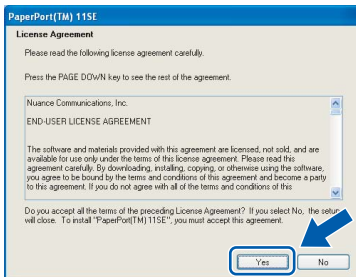 PaperPort(TM) 11SE
License Agreement
Please read the following license agreement carefully.
Press the PAGE DOWN key to see the rest of the agreement.
Nuance Communications, Inc.
END-USER LICENSE AGREEMENT
The software and materials provided with this agreement are licensed, not sold, and are
available for use only under the terms of this license agreement. Please read this
agreement carefully. By downloading, installing, copying, or otherwise using the software,
you agree to be bound by the terms and conditions of this agreement and become a party
to this agreement. If you do not agree with all of the terms and conditions of this
Do you accept all the terms of the preceding License Agreement? If you select No, the setup
will close. To install "PaperPort(TM) 11SE", you must accept this agreement.
Yes
No